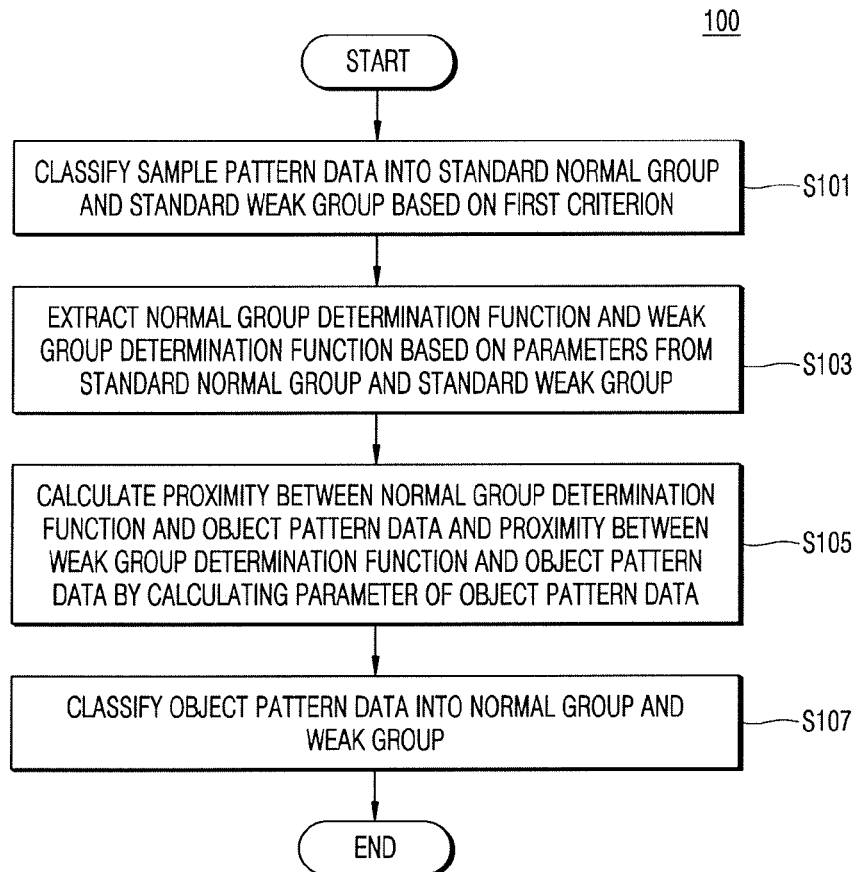 100
START
CLASSIFY SAMPLE PATTERN DATA INTO STANDARD NORMAL GROUP
AND STANDARD WEAK GROUP BASED ON FIRST CRITERION
S101
EXTRACT NORMAL GROUP DETERMINATION FUNCTION AND WEAK
GROUP DETERMINATION FUNCTION BASED ON PARAMETERS FROM
STANDARD NORMAL GROUP AND STANDARD WEAK GROUP
S103
CALCULATE PROXIMITY BETWEEN NORMAL GROUP DETERMINATION
FUNCTION AND OBJECT PATTERN DATA AND PROXIMITY BETWEEN
WEAK GROUP DETERMINATION FUNCTION AND OBJECT PATTERN
DATA BY CALCULATING PARAMETER OF OBJECT PATTERN DATA
S105
CLASSIFY OBJECT PATTERN DATA INTO NORMAL GROUP AND
WEAK GROUP
S107
END